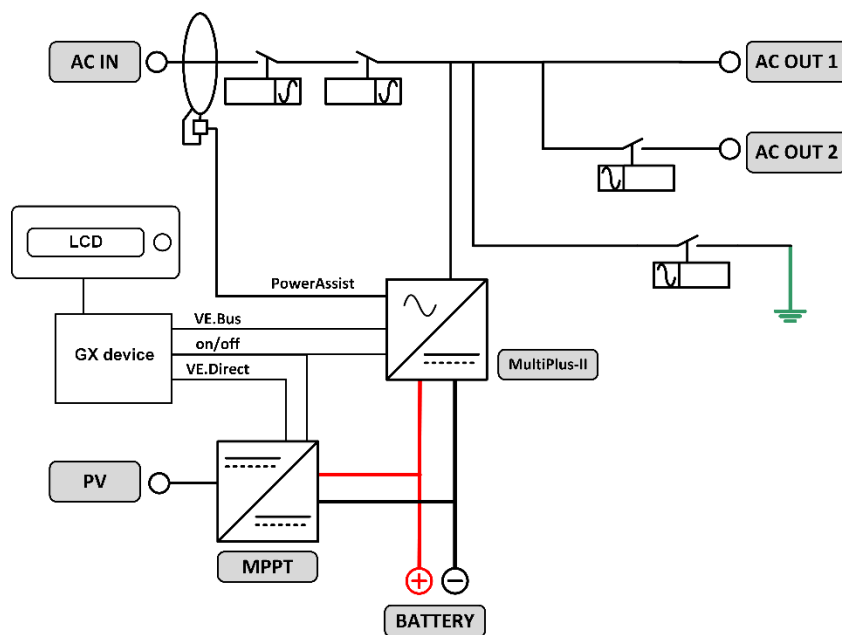 AC IN
AC OUT 1
AC OUT 2
LCD
PowerAssist
VE.Bus
GX device
on/off
VE.Direct
MultiPlus-II
PV
MPPT
BATTERY